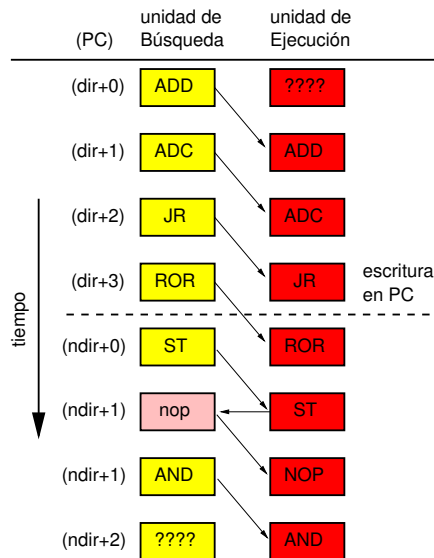 (PC) unidad de Búsqueda unidad de Ejecución
(dir+0) ADD ????
(dir+1) ADC ADD
(dir+2) JR ADC
(dir+3) ROR JR escritura en PC
(ndir+0) ST ROR
(ndir+1) nop ST
(ndir+1) AND NOP
(ndir+2) ???? AND
tiempo